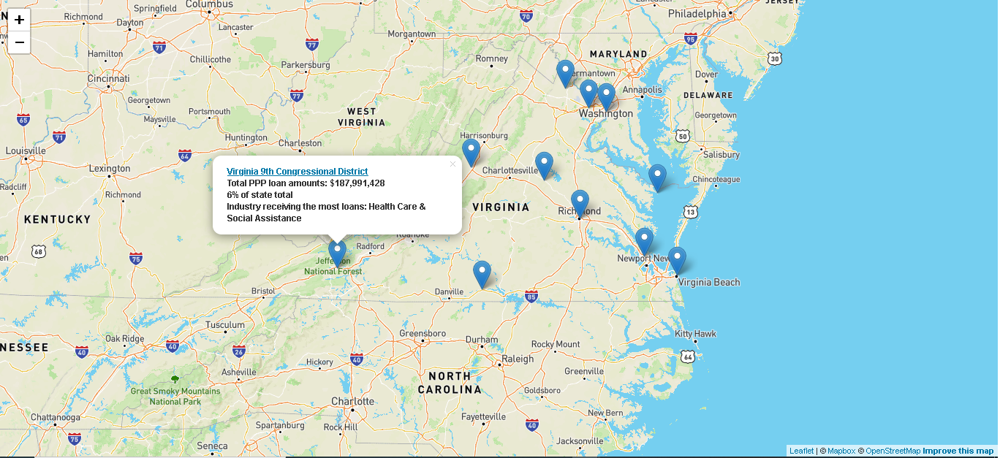 +
−
Springfield
Columbus
Richmond
Dayton
Lancaster
70
Philadelphia
JERSEY
Morgantown
71
77
95
Hamilton
Chillicothe
Parkersburg
Romney
MARYLAND
30
Cincinnati
Dover
Annapolis
Georgetown
77
DELAWARE
Portsmouth
WEST
VIRGINIA
Washington
Georgetown
65
Maysville
71
Huntington
Charleston
Harrisonburg
50
Louisville
64
Salisbury
Lexington
Charlottesville
Chincoteague
Radcliff
Richmond
Virginia 9th Congressional District
×
Total PPP loan amounts: $187,991,428
6% of state total
Industry receiving the most loans: Health Care &
Social Assistance
VIRGINIA
13
KENTUCKY
Roanoke
Radford
68
75
National Forest
Newport New
Virginia Beach
Bristol
Danville
85
Tusculum
Oak Ridge
Greensboro
Durham
Rocky Mount
Kitty Hawk
NESSEE
40
40
26
40
Hickory
Raleigh
64
Asheville
NORTH
CAROLINA
Greenville
Great Smoky Mountains
National Park
Goldsboro
Charlotte
Chattanooga
Spartanburg
Rock Hill
Fayetteville
New Bern
40
75
Seneca
Jacksonville
Leaflet | © Mapbox © OpenStreetMap Improve this map